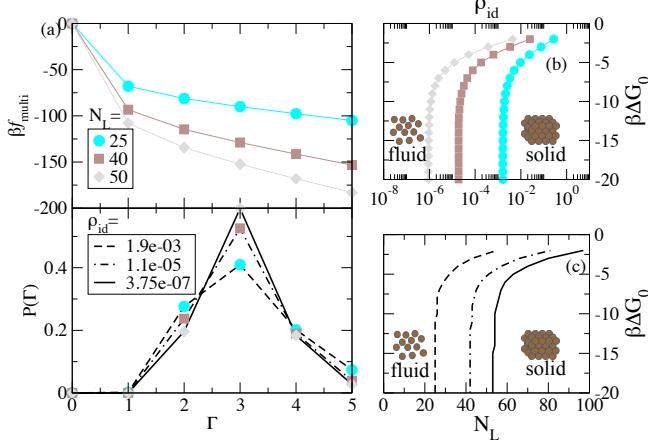 (a)
βf_multi
0
-50
-100
-150
-200
N_L=
25
40
50
P(Γ)
0.4
0.2
0
ρ_id=
1.9e-03
1.1e-05
3.75e-07
0 1 2 3 4 5
Γ
ρ_id
(b)
fluid
solid
0
-5
-10
-15
-20
βΔG_0
10^-8 10^-6 10^-4 10^-2 10^0
(c)
fluid
solid
0
-5
-10
-15
-20
βΔG_0
0 20 40 60 80 100
N_L